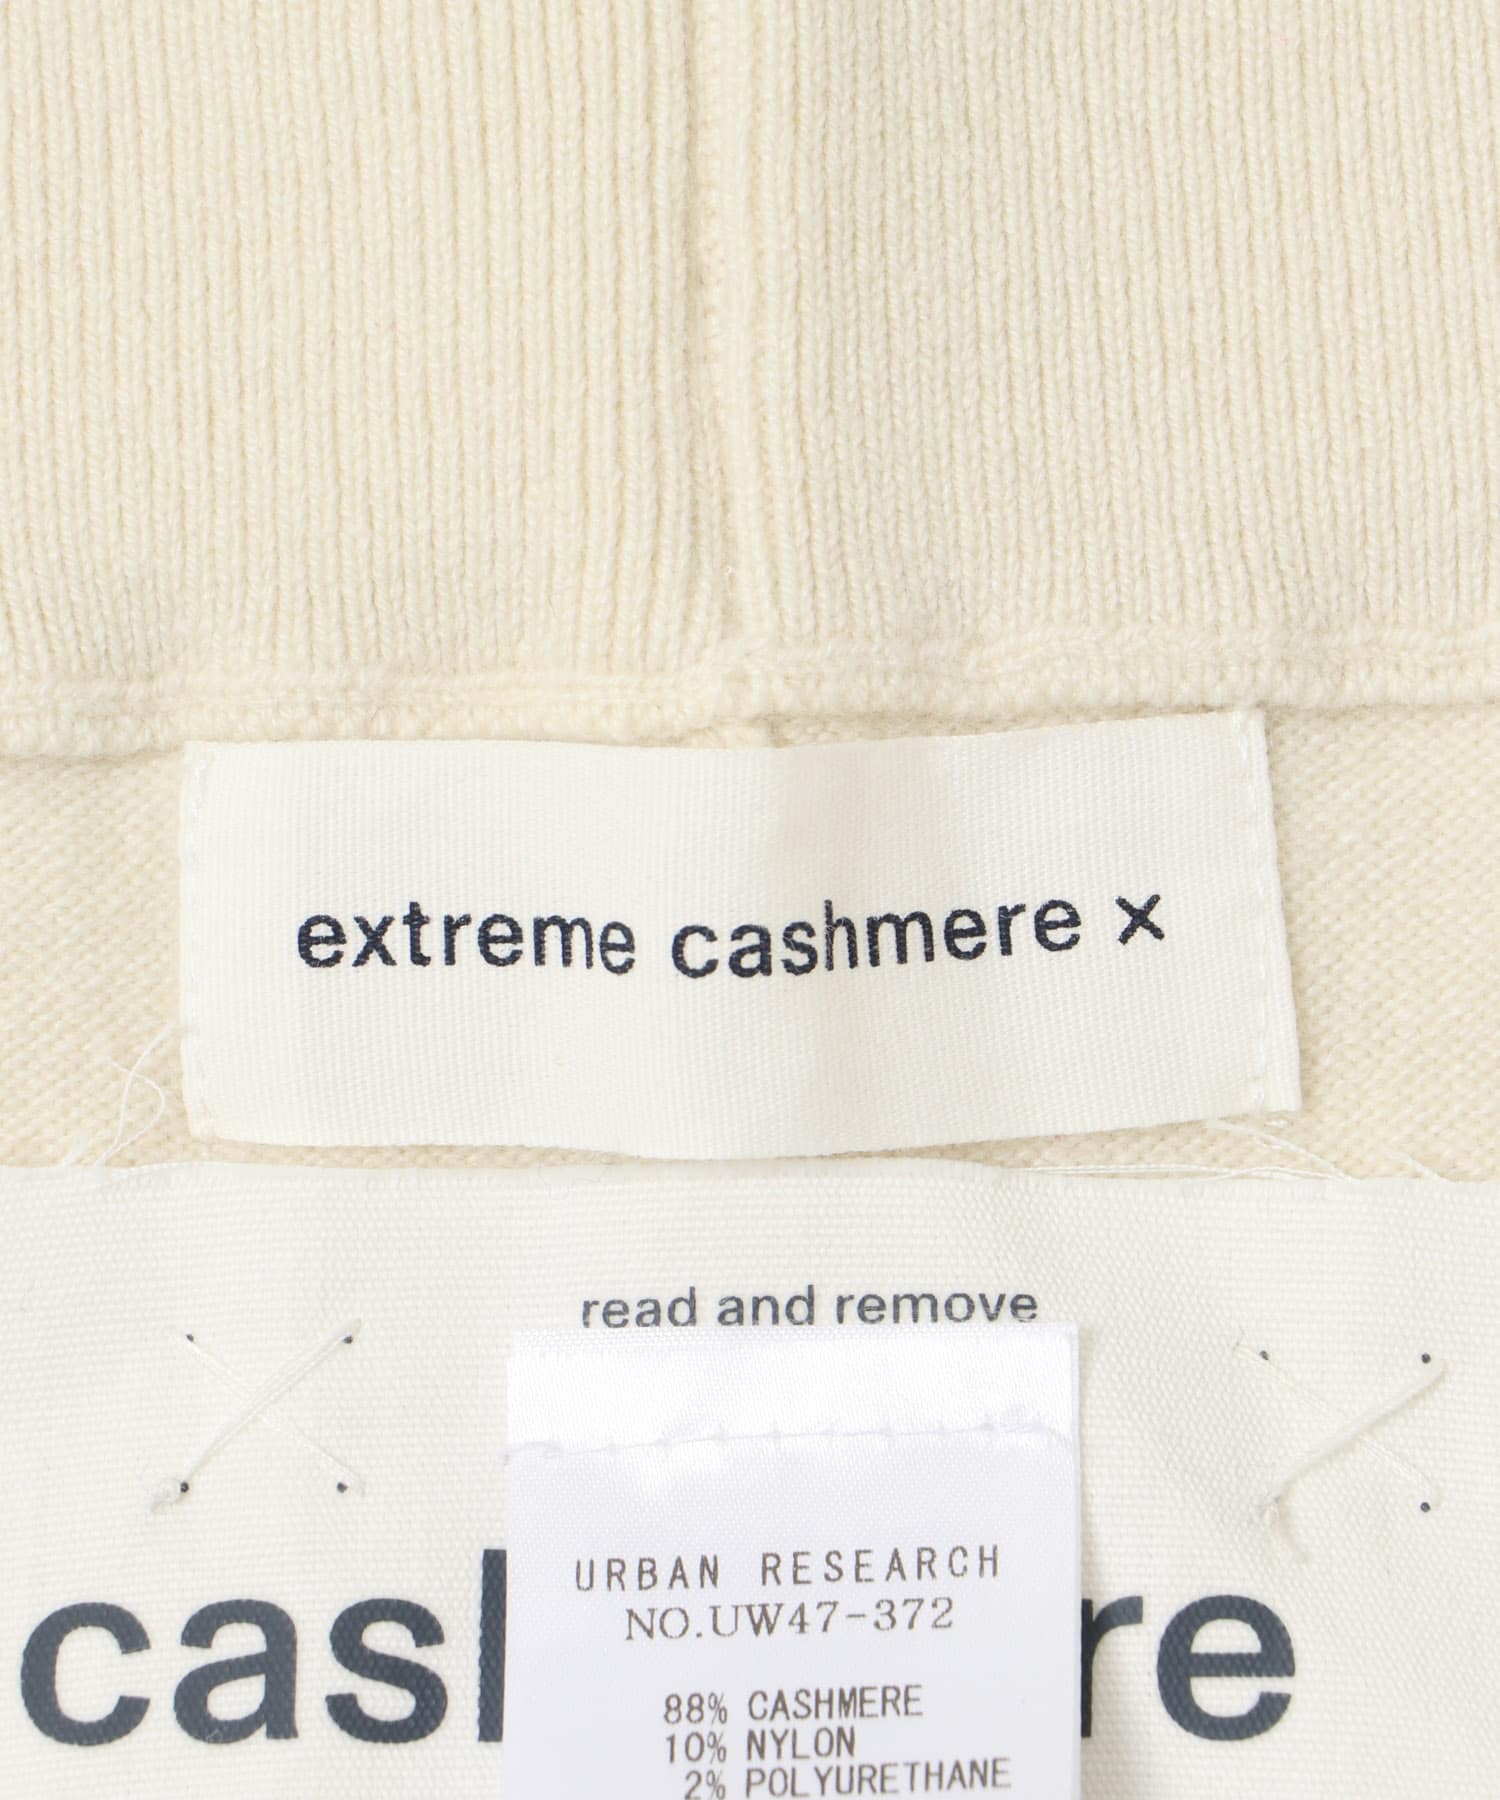 extreme cashmere x
read and remove
cas re
URBAN RESEARCH
NO.UW47-372
88% CASHMERE
10% NYLON
2% POLYURETHANE